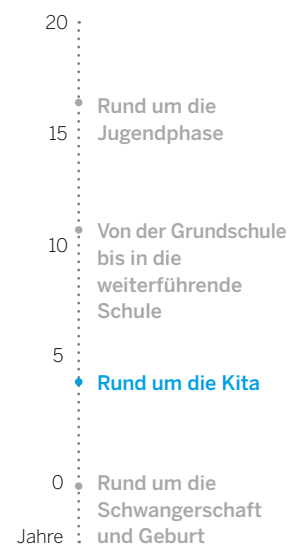 20
Rund um die
15 Jugendphase
Von der Grundschule
10 bis in die
weiterführende
Schule
5
Rund um die Kita
0 Rund um die
Schwangerschaft
Jahre und Geburt